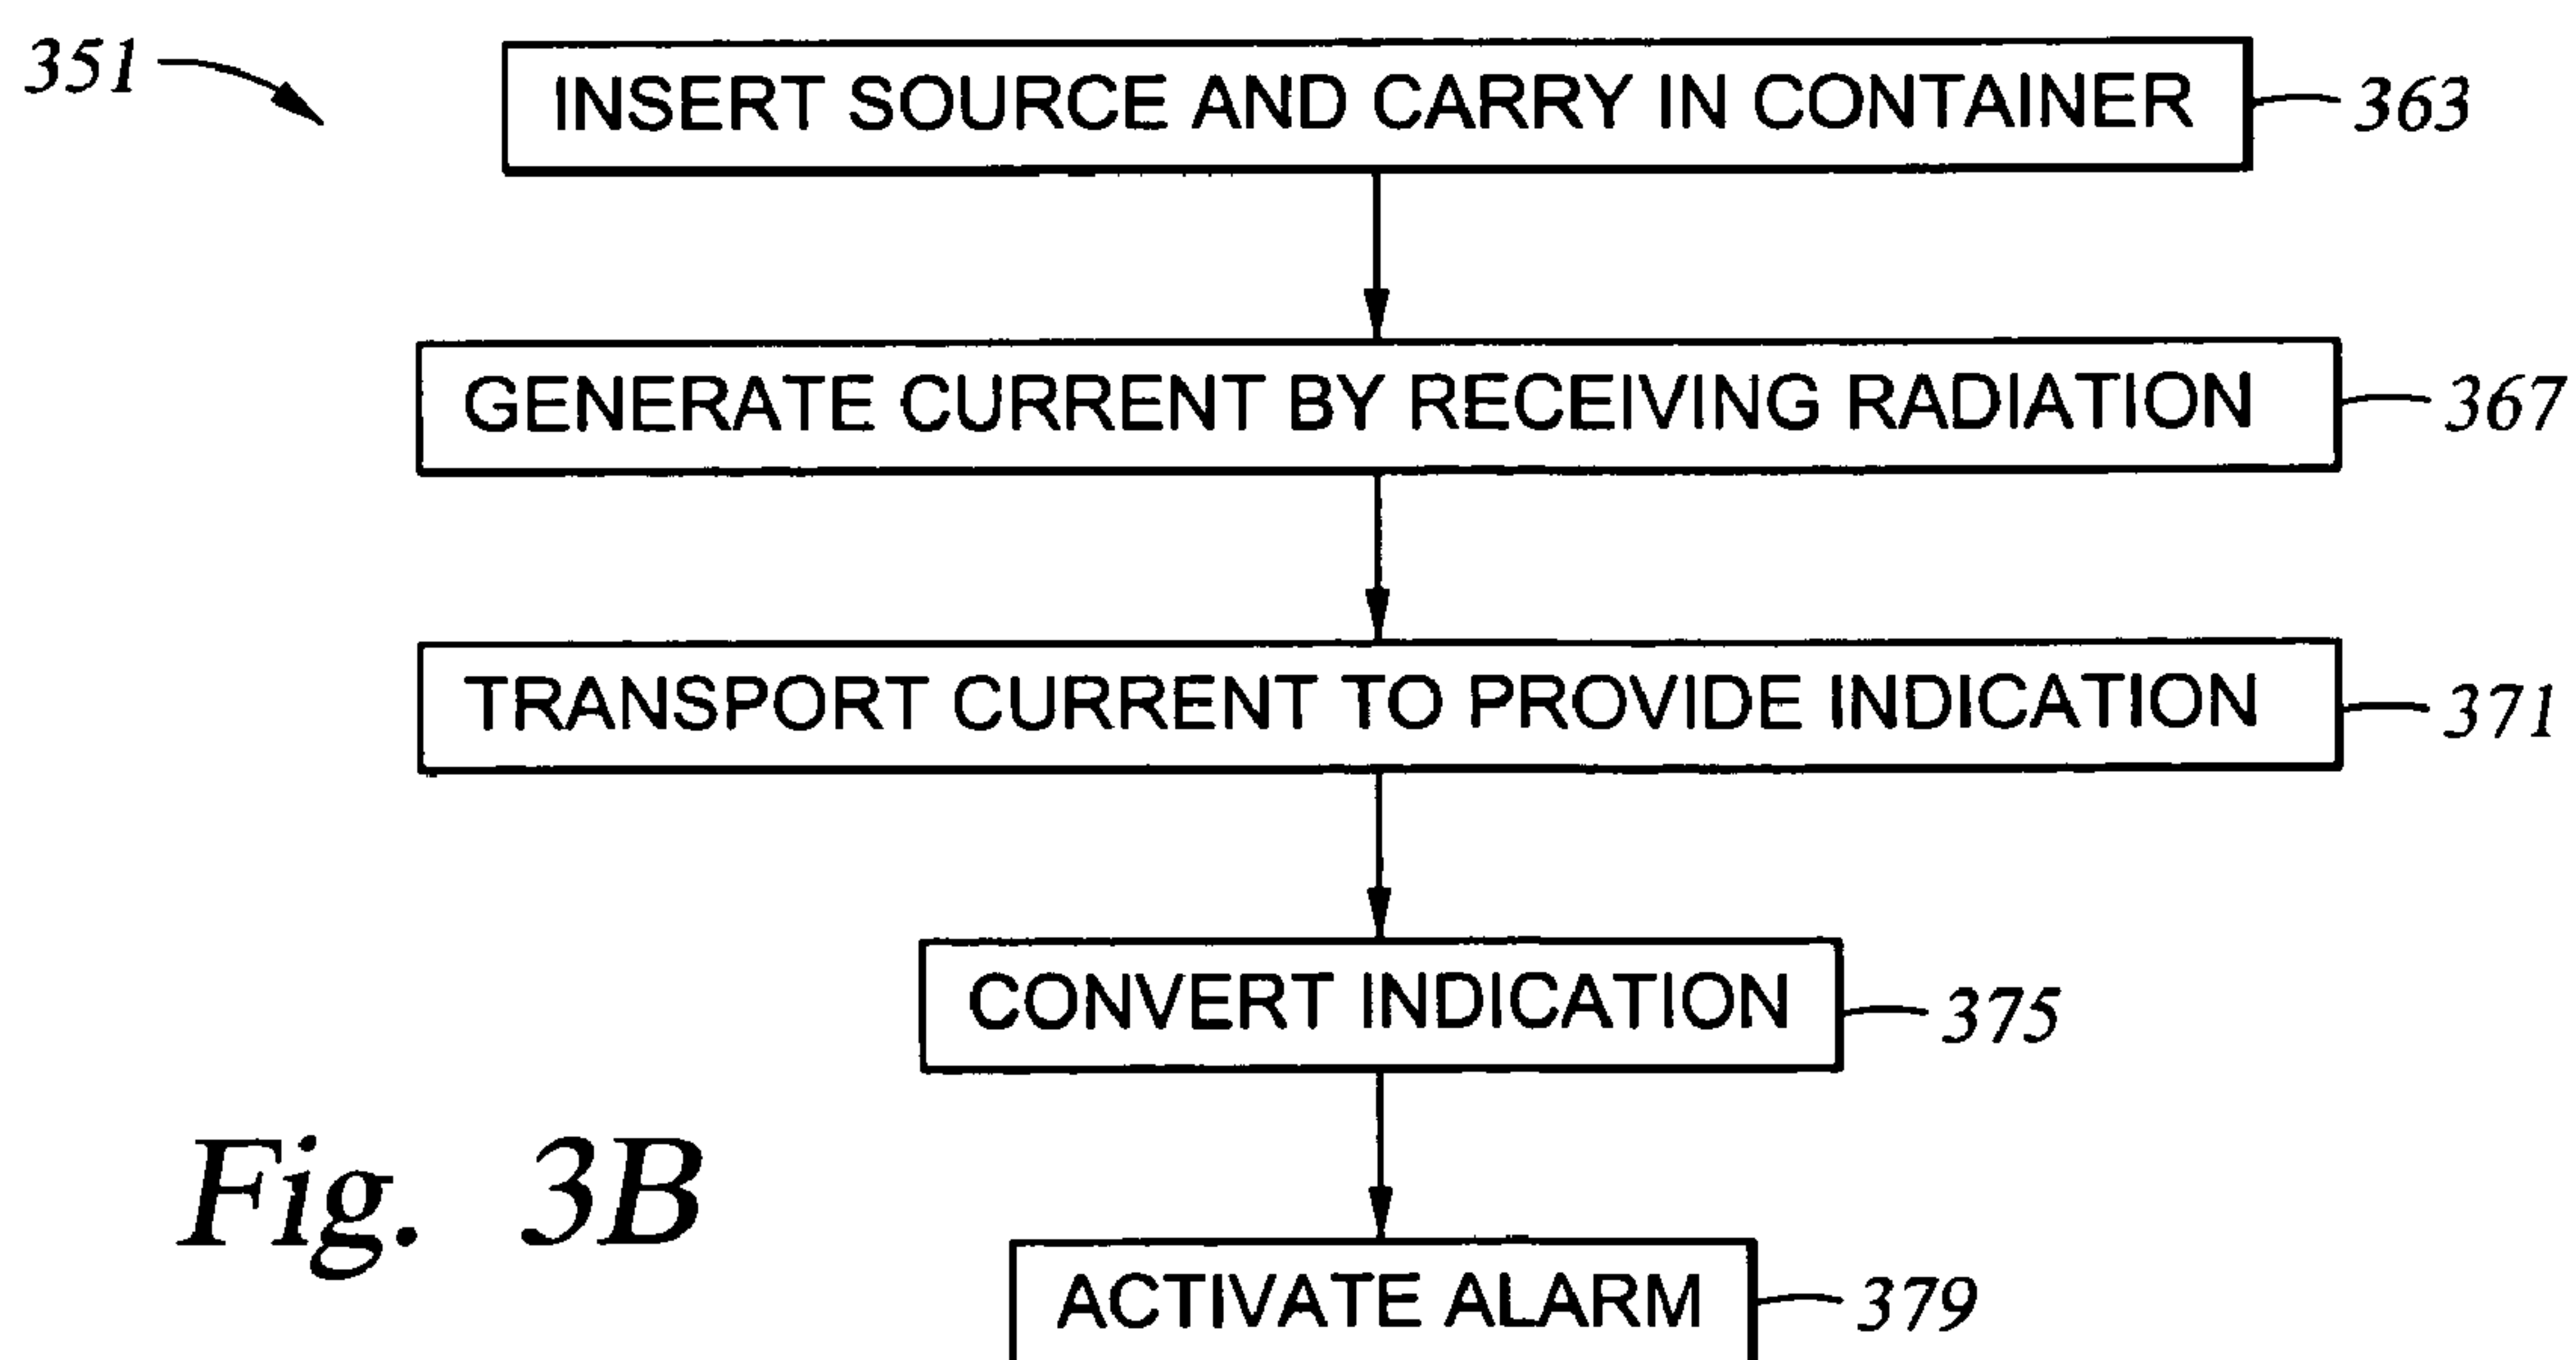 351
INSERT SOURCE AND CARRY IN CONTAINER 363
GENERATE CURRENT BY RECEIVING RADIATION 367
TRANSPORT CURRENT TO PROVIDE INDICATION 371
CONVERT INDICATION 375
Fig. 3B
ACTIVATE ALARM 379